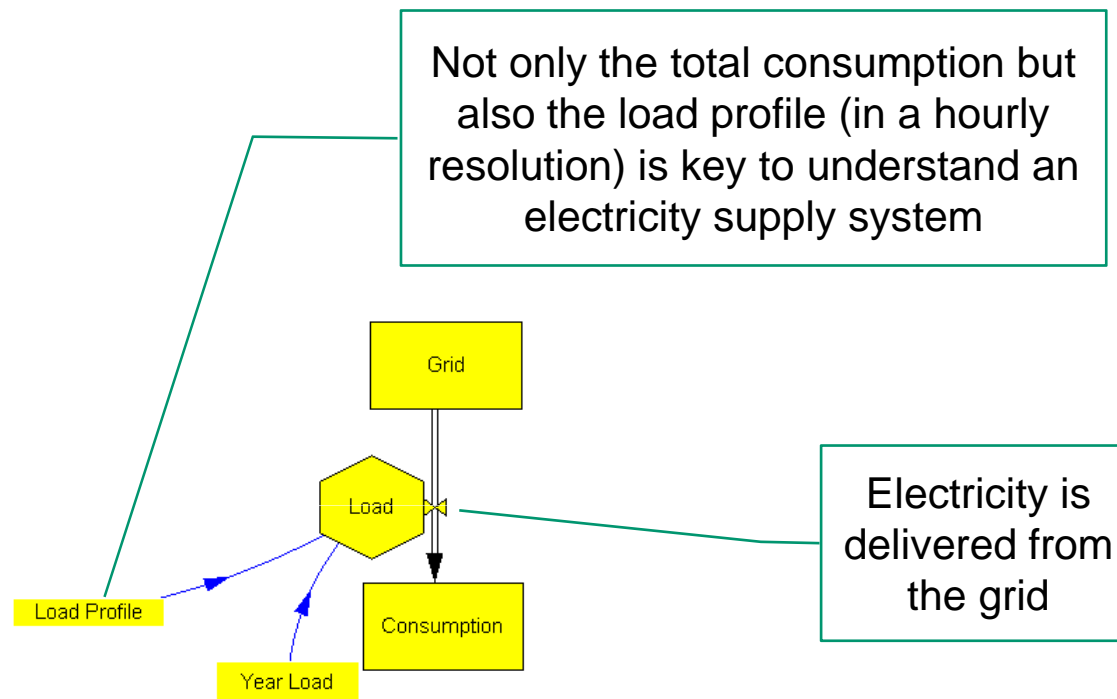 Not only the total consumption but
also the load profile (in a hourly
resolution) is key to understand an
electricity supply system
Grid
Load
Electricity is
delivered from
the grid
Load Profile
Consumption
Year Load